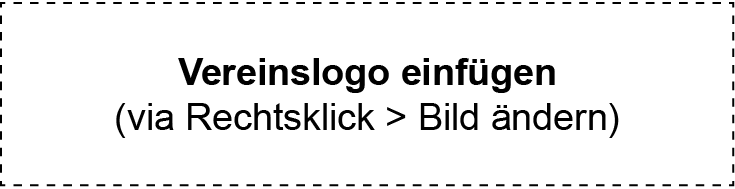 Vereinslogo einfügen
(via Rechtsklick > Bild ändern)